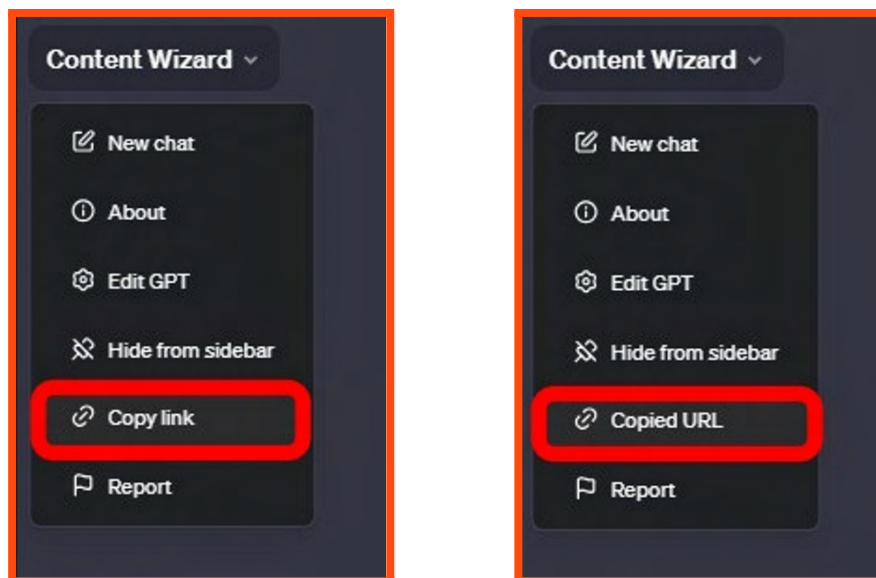 Content Wizard
New chat
About
Edit GPT
Hide from sidebar
Copy link
Report
Content Wizard
New chat
About
Edit GPT
Hide from sidebar
Copied URL
Report